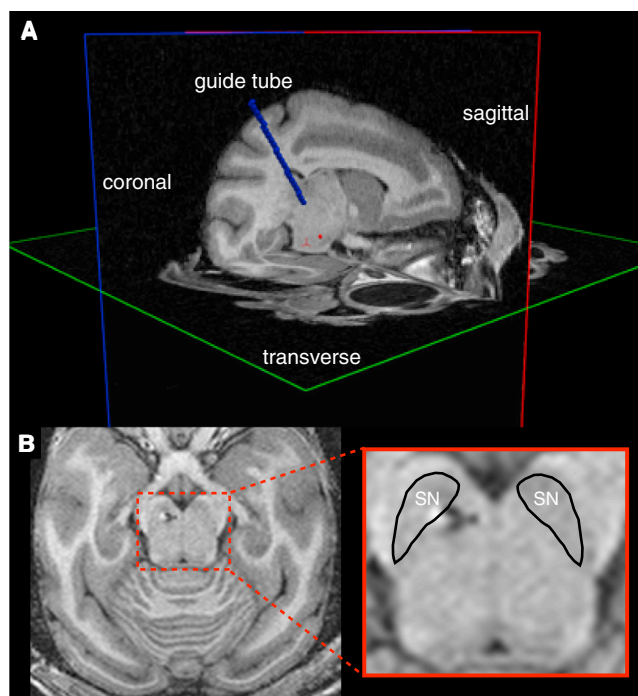 A
guide tube
sagittal
coronal
transverse
B
SN SN